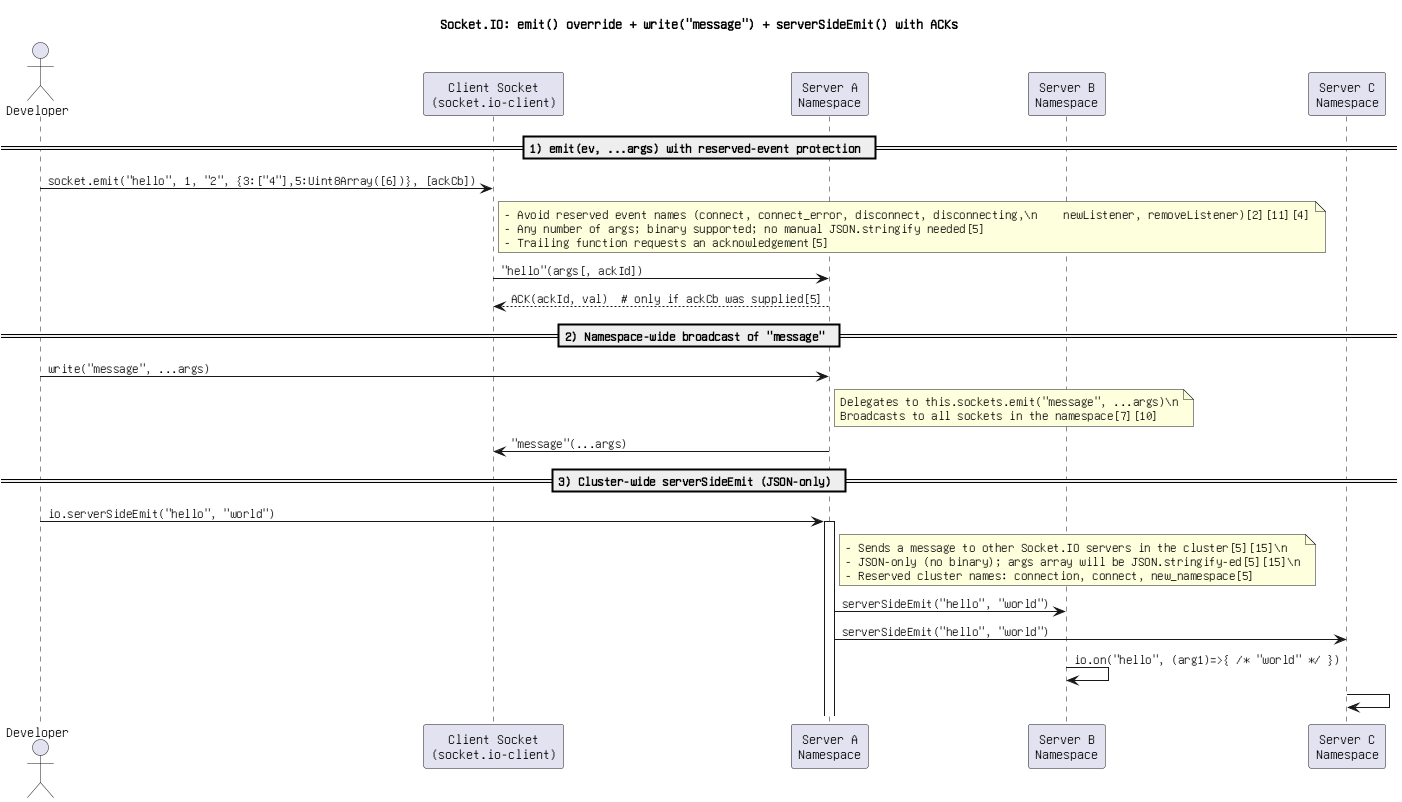 Socket.IO: emit() override + write("message") + serverSideEmit() with ACKs
Developer
Client Socket
(socket.io-client)
Server A
Namespace
Server B
Namespace
Server C
Namespace
1) emit(ev, ...args) with reserved-event protection
socket.emit("hello", 1, "2", {3:["4"],5:Uint8Array([6])}, [ackCb])
- Avoid reserved event names (connect, connect_error, disconnect, disconnecting,\n    newListener, removeListener)[2][11][4]
- Any number of args; binary supported; no manual JSON.stringify needed[5]
- Trailing function requests an acknowledgement[5]
"hello"(args[, ackId])
ACK(ackId, val)  # only if ackCb was supplied[5]
2) Namespace-wide broadcast of "message"
write("message", ...args)
Delegates to this.sockets.emit("message", ...args)\n
Broadcasts to all sockets in the namespace[7][10]
"message"(...args)
3) Cluster-wide serverSideEmit (JSON-only)
io.serverSideEmit("hello", "world")
- Sends a message to other Socket.IO servers in the cluster[5][15]\n
- JSON-only (no binary); args array will be JSON.stringify-ed[5][15]\n
- Reserved cluster names: connection, connect, new_namespace[5]
serverSideEmit("hello", "world")
serverSideEmit("hello", "world")
io.on("hello", (arg1)=>{ /* "world" */ })
Developer
Client Socket
(socket.io-client)
Server A
Namespace
Server B
Namespace
Server C
Namespace